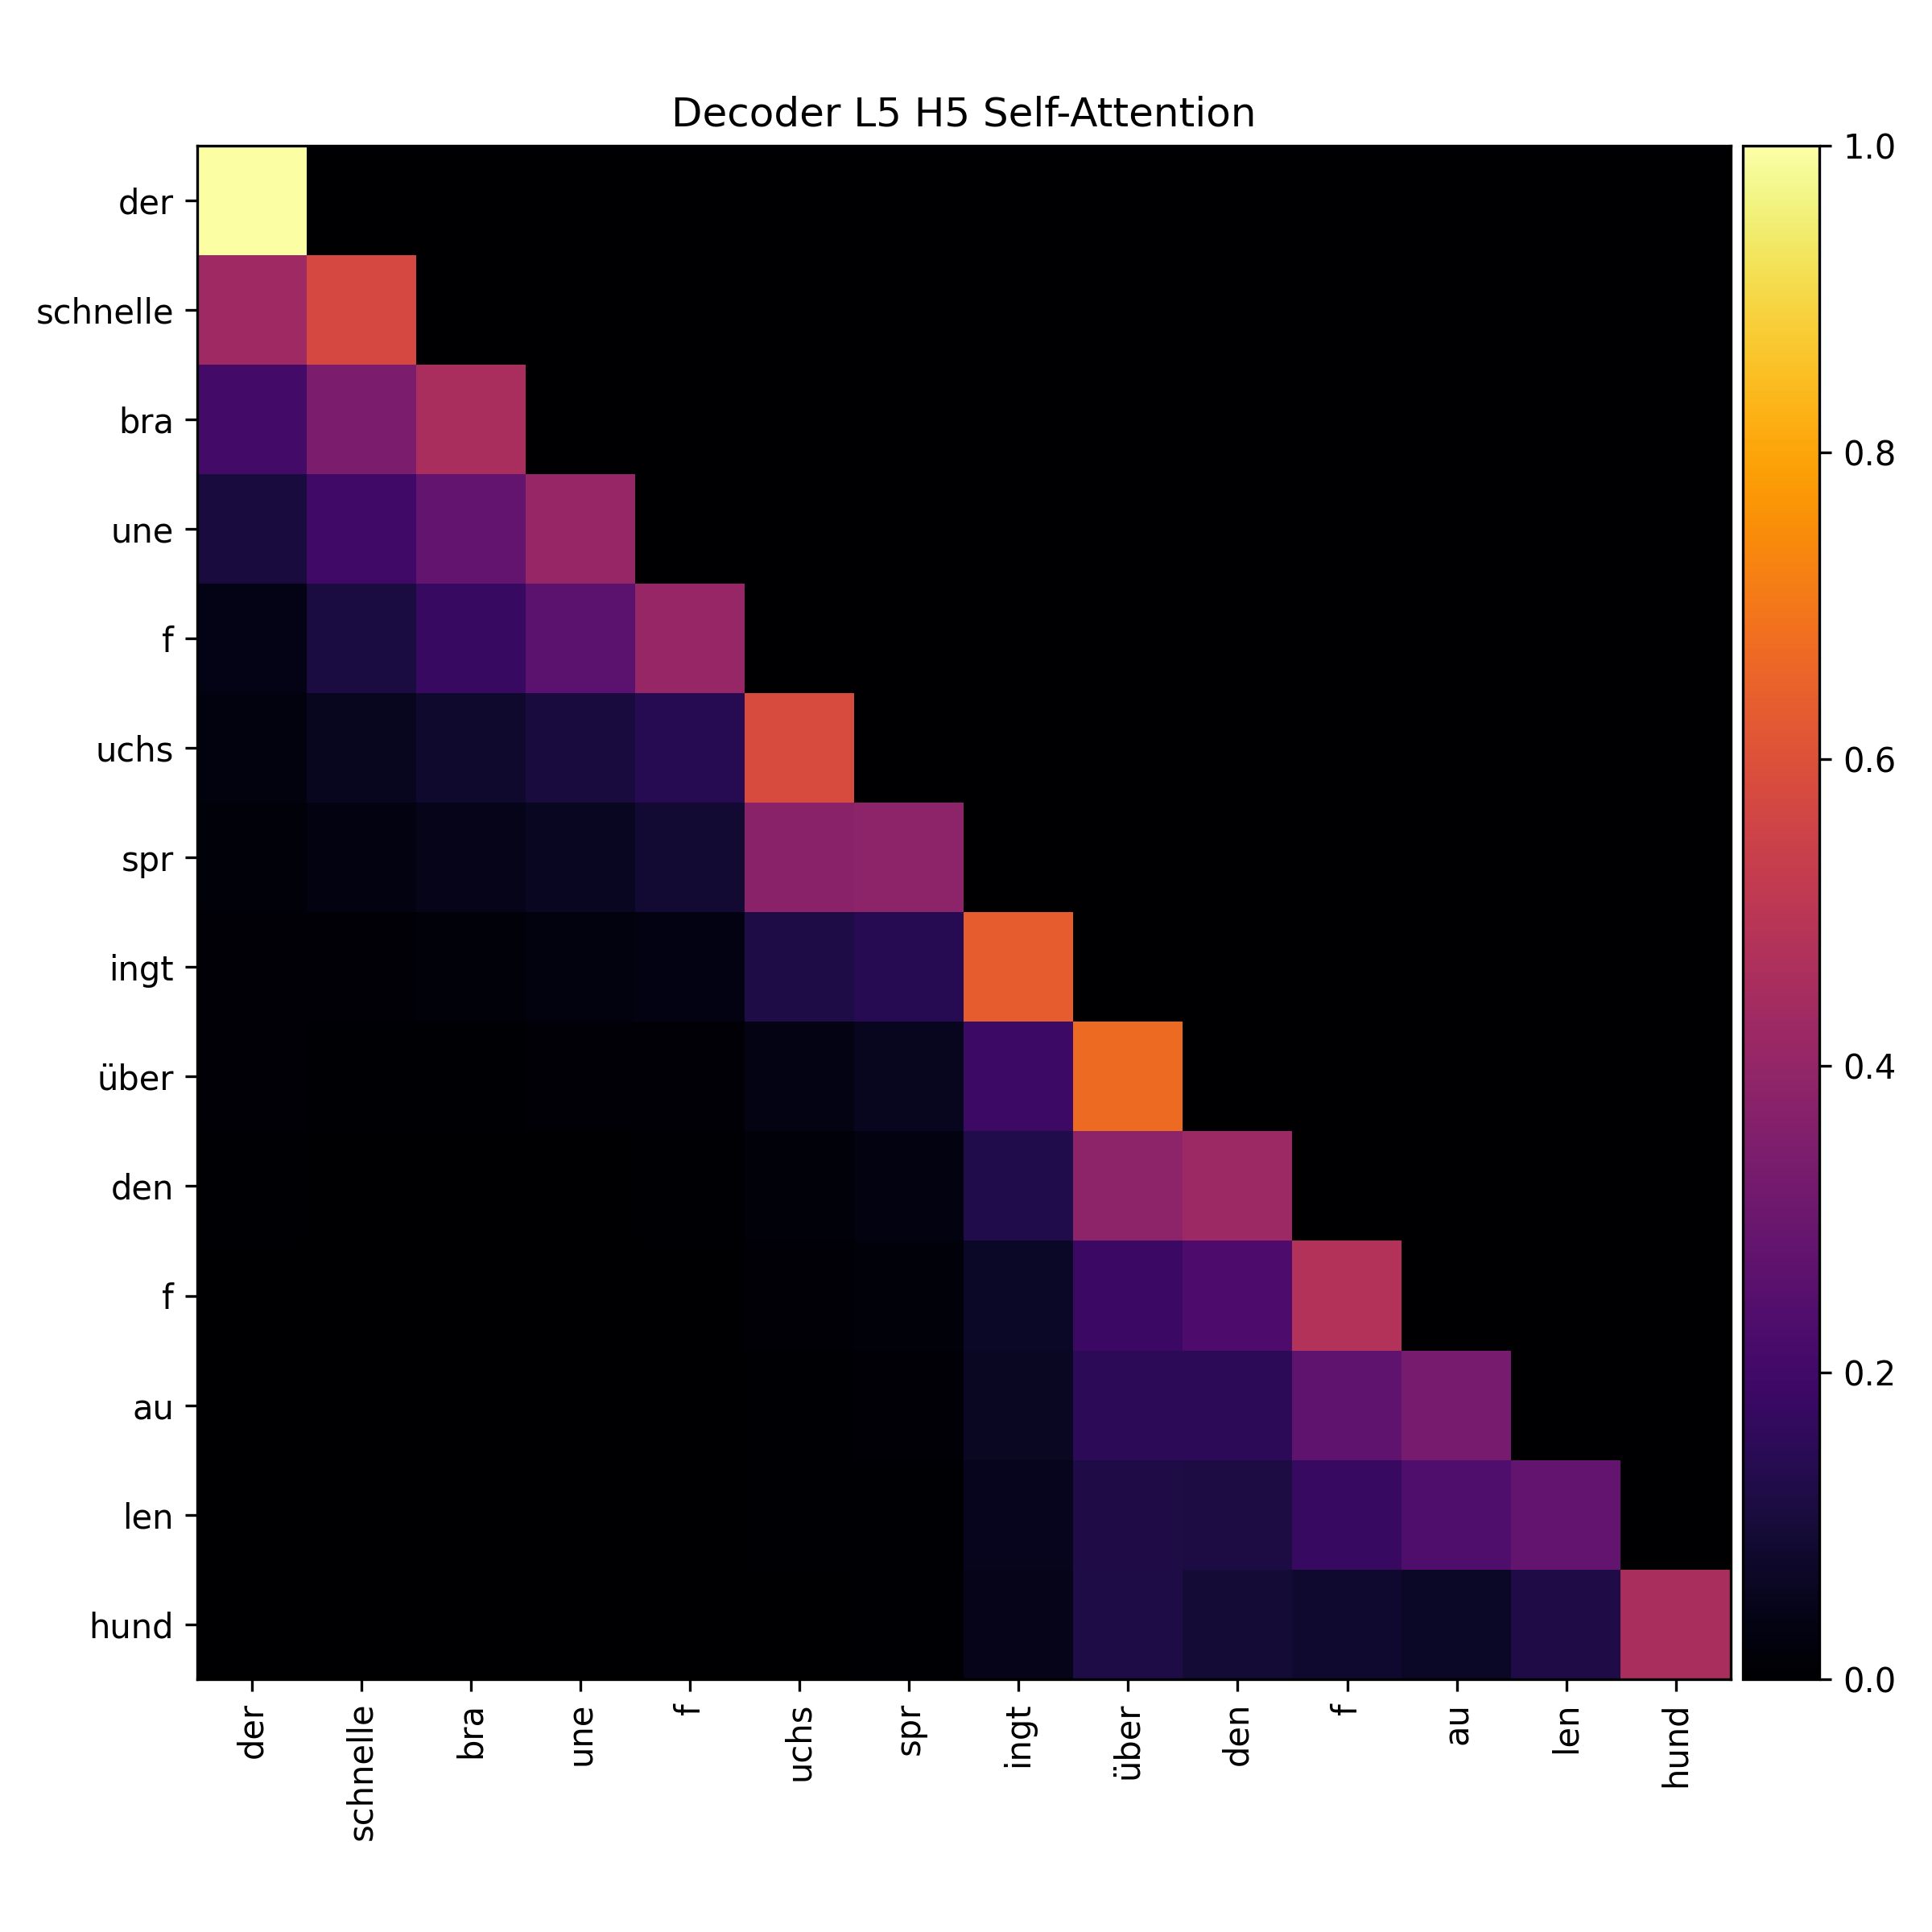 Decoder L5 H5 Self-Attention
der
schnelle
bra
une
f
uchs
spr
ingt
über
den
f
au
len
hund
der
schnelle
bra
une
f
uchs
spr
ingt
über
den
f
au
len
hund
1.0
0.8
0.6
0.4
0.2
0.0